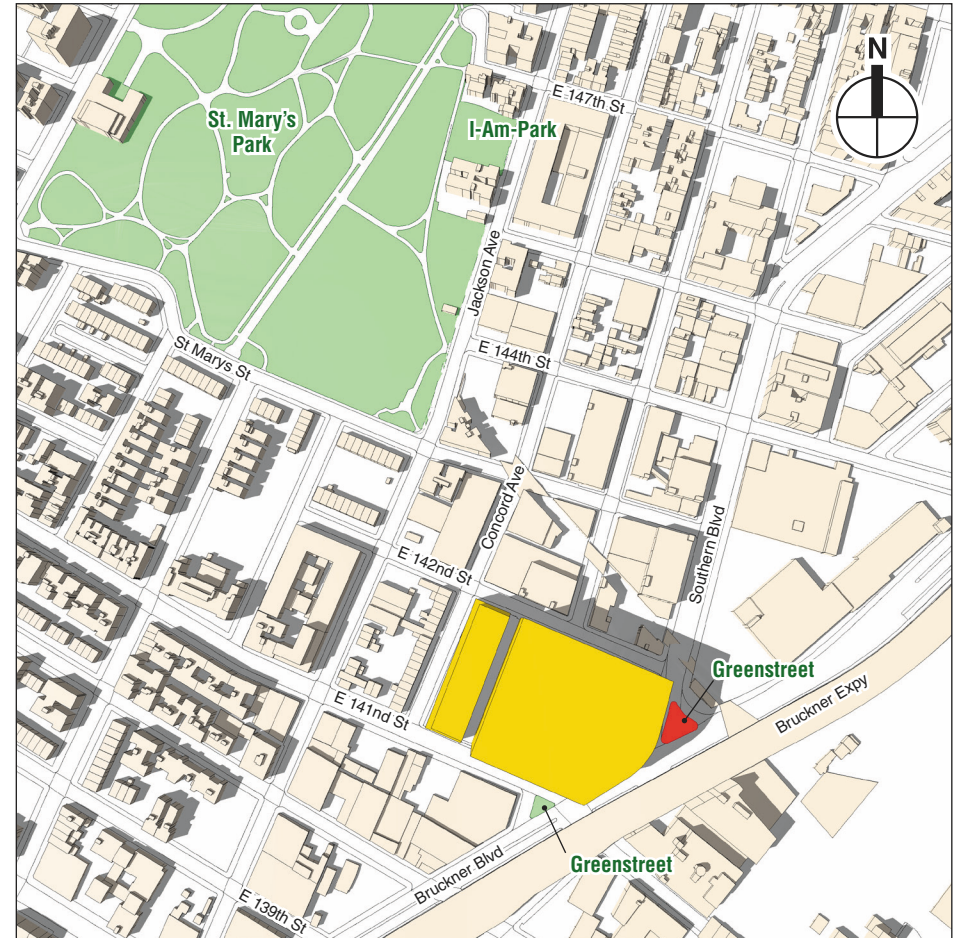 N
E 147th St
St. Mary's
Park
I-Am-Park
Jackson Ave
E 144th St
St Marys St
Concord Ave
Southern Blvd
E 142nd St
Greenstreet
Bruckner Expy
E 141nd St
Greenstreet
Bruckner Blvd
E 139th St